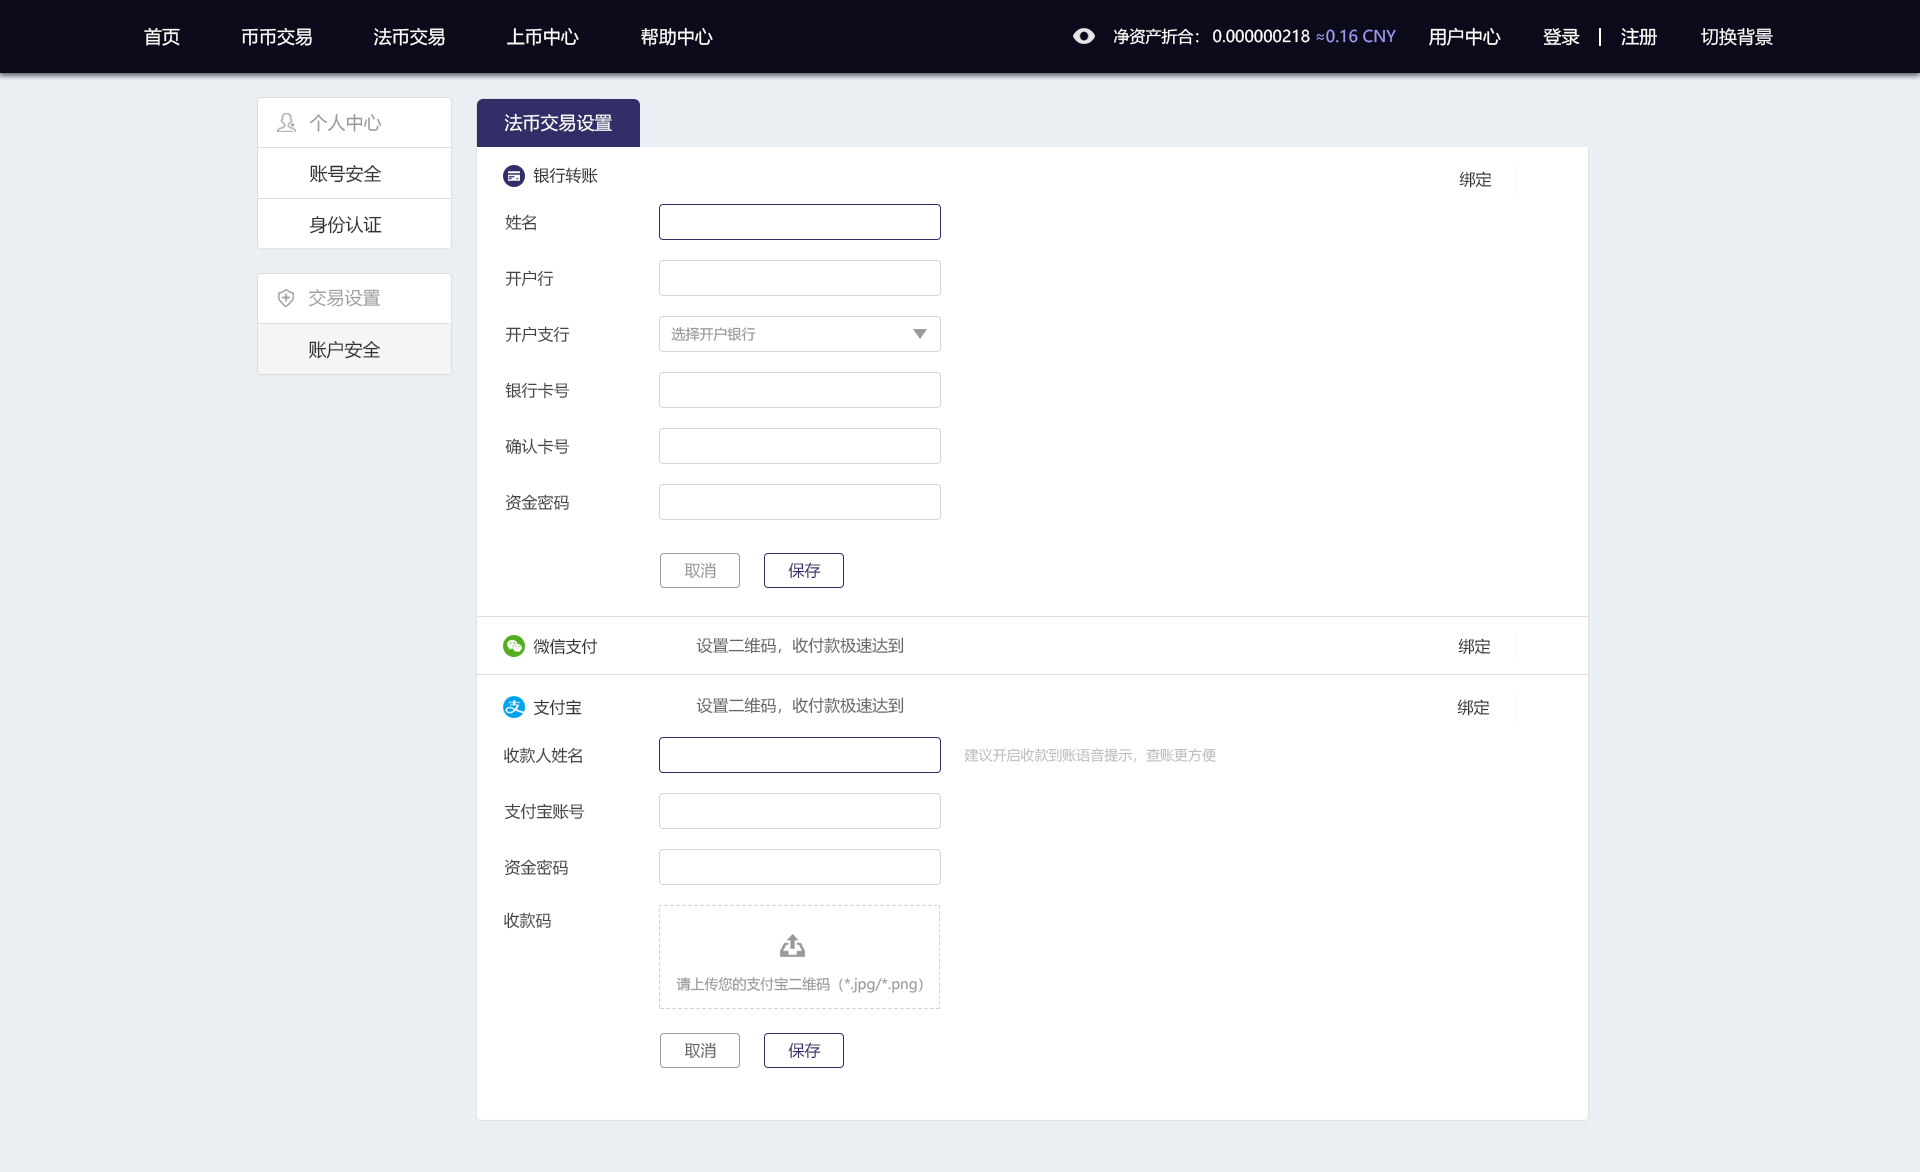 首页 币币交易 法币交易 上币中心 帮助中心 净资产折合：0.000000218 ≈0.16 CNY 用户中心 登录 | 注册 切换背景
个人中心
账号安全
身份认证
交易设置
账户安全
法币交易设置
银行转账 绑定
姓名
开户行
开户支行 选择开户银行
银行卡号
确认卡号
资金密码
取消 保存
微信支付 设置二维码，收付款极速达到 绑定
支付宝 设置二维码，收付款极速达到 绑定
收款人姓名 建议开启收款到账语音提示，查账更方便
支付宝账号
资金密码
收款码
请上传您的支付宝二维码（*.jpg/*.png）
取消 保存